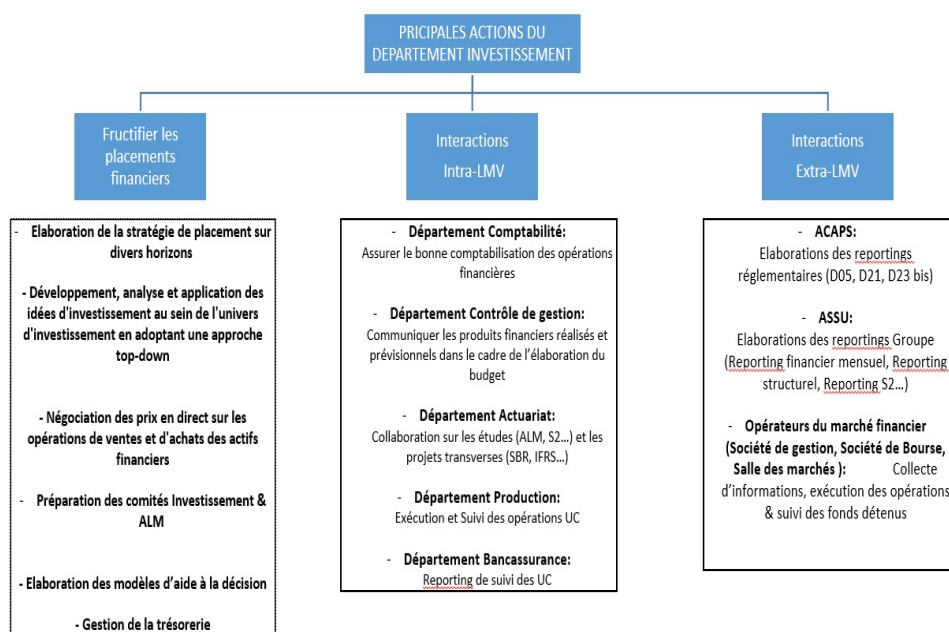 PRICIPALES ACTIONS DU
DEPARTEMENT INVESTISSEMENT
Fructifier les
placements
financiers
- Elaboration de la stratégie de placement sur
divers horizons
- Développement, analyse et application des
idées d'investissement au sein de l'univers
d'investissement en adoptant une approche
top-down
- Négociation des prix en direct sur les
opérations de ventes et d'achats des actifs
financiers
- Préparation des comités Investissement &
ALM
- Elaboration des modèles d'aide à la décision
- Gestion de la trésorerie
Interactions
Intra-LMV
- Département Comptabilité:
Assurer le bonne comptabilisation des opérations
financières
- Département Contrôle de gestion:
Communiquer les produits financiers réalisés et
prévisionnels dans le cadre de l'élaboration du
budget
- Département Actuariat:
Collaboration sur les études (ALM, S2...) et les
projets transverses (SBR, IFRS...)
- Département Production:
Exécution et Suivi des opérations UC
- Département Bancassurance:
Reporting de suivi des UC
Interactions
Extra-LMV
- ACAPS:
Elaborations des reportings
réglementaires (D05, D21, D23 bis)
- ASSU:
Elaborations des reportings Groupe
(Reporting financier mensuel, Reporting
structurel, Reporting S2...)
- Opérateurs du marché financier
(Société de gestion, Société de Bourse,
Salle des marchés ): Collecte
d'informations, exécution des opérations
& suivi des fonds détenus